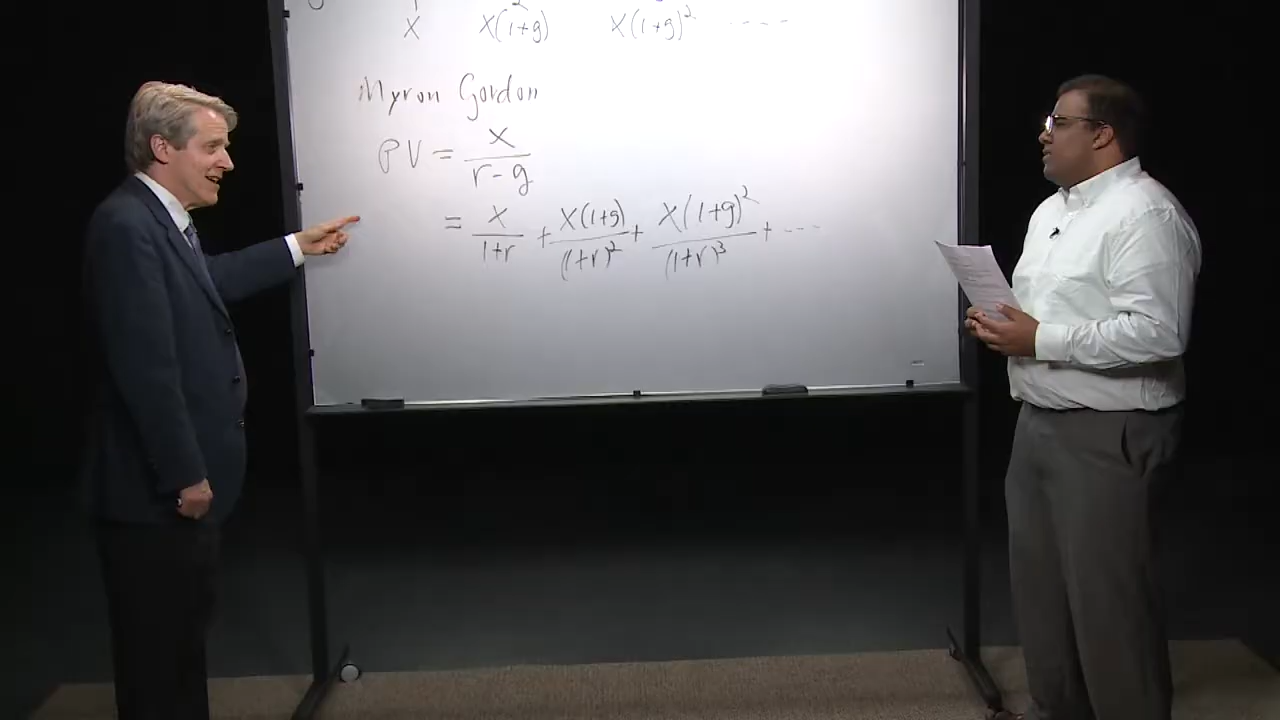 X X(1+g) X(1+g)² ----
Myron Gordon
PV = X/(r-g)
= X/(1+r) + X(1+g)/(1+r)² + X(1+g)²/(1+r)³ + ---